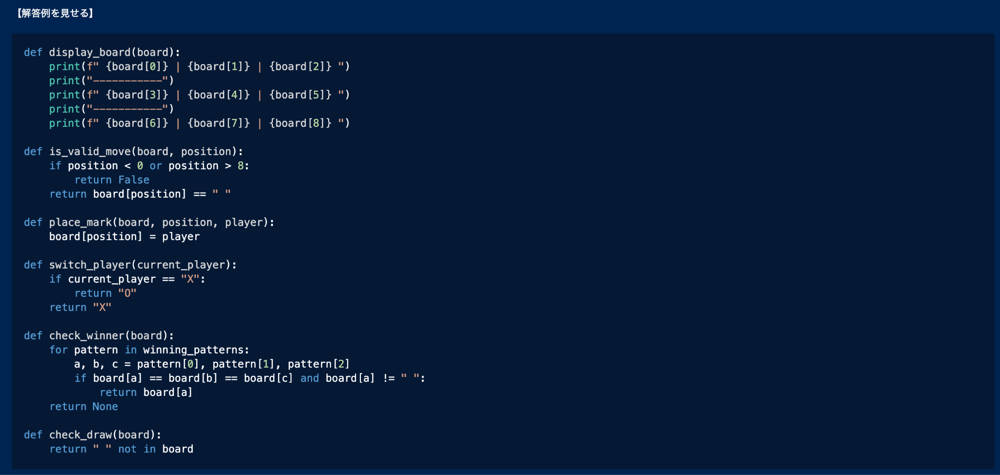 【解答例を見せる】
def display_board(board):
    print(f" {board[0]} | {board[1]} | {board[2]} ")
    print("-----------")
    print(f" {board[3]} | {board[4]} | {board[5]} ")
    print("-----------")
    print(f" {board[6]} | {board[7]} | {board[8]} ")

def is_valid_move(board, position):
    if position < 0 or position > 8:
        return False
    return board[position] == " "

def place_mark(board, position, player):
    board[position] = player

def switch_player(current_player):
    if current_player == "X":
        return "O"
    return "X"

def check_winner(board):
    for pattern in winning_patterns:
        a, b, c = pattern[0], pattern[1], pattern[2]
        if board[a] == board[b] == board[c] and board[a] != " ":
            return board[a]
    return None

def check_draw(board):
    return " " not in board